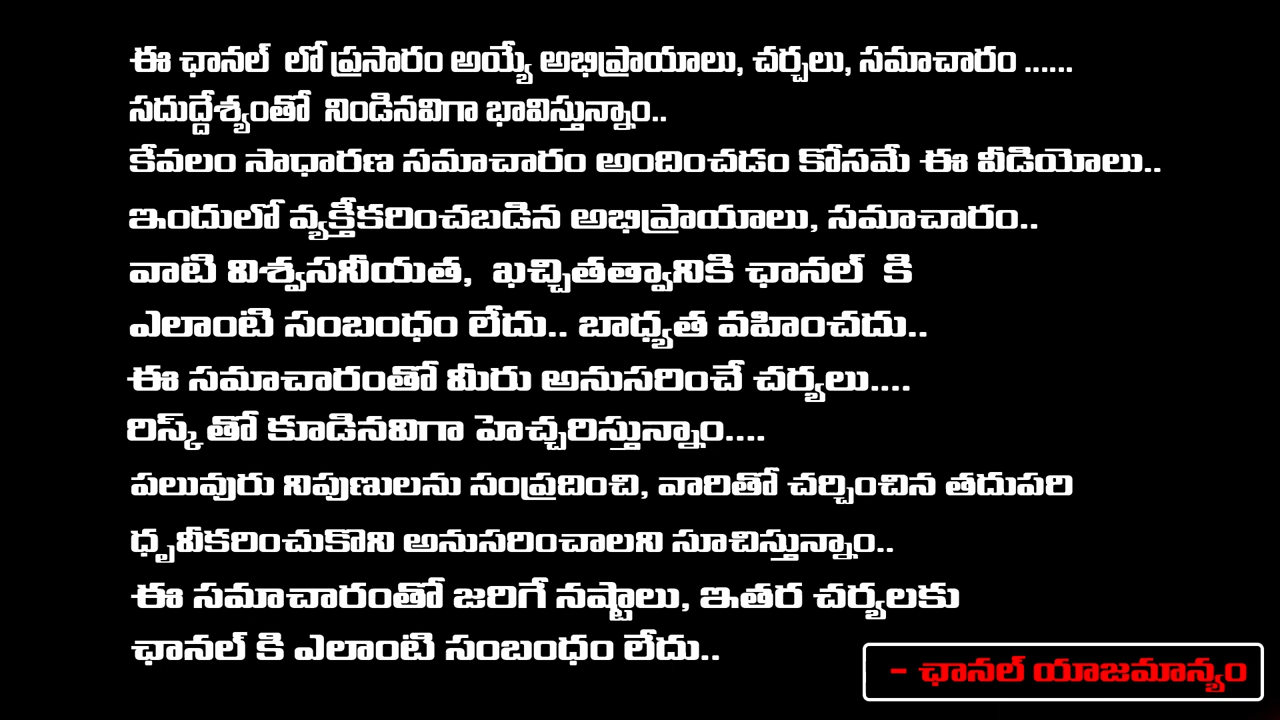 ఈ ఛానల్ లో ప్రసారం అయ్యే అభిప్రాయాలు, చర్చలు, సమాచారం ......
సదుద్దేశ్యంతో నిండినవిగా భావిస్తున్నాం..
కేవలం సాధారణ సమాచారం అందించడం కోసమే ఈ వీడియోలు..
ఇందులో వ్యక్తీకరించబడిన అభిప్రాయాలు, సమాచారం..
వాటి విశ్వసనీయత, ఖచ్చితత్వానికి ఛానల్ కి
ఎలాంటి సంబంధం లేదు.. బాధ్యత వహించదు..
ఈ సమాచారంతో మీరు అనుసరించే చర్యలు....
రిస్క్ తో కూడినవిగా హెచ్చరిస్తున్నాం....
పలువురు నిపుణులను సంప్రదించి, వారితో చర్చించిన తదుపరి
ధృవీకరించుకొని అనుసరించాలని సూచిస్తున్నాం..
ఈ సమాచారంతో జరిగే నష్టాలు, ఇతర చర్యలకు
ఛానల్ కి ఎలాంటి సంబంధం లేదు..
- ఛానల్ యాజమాన్యం